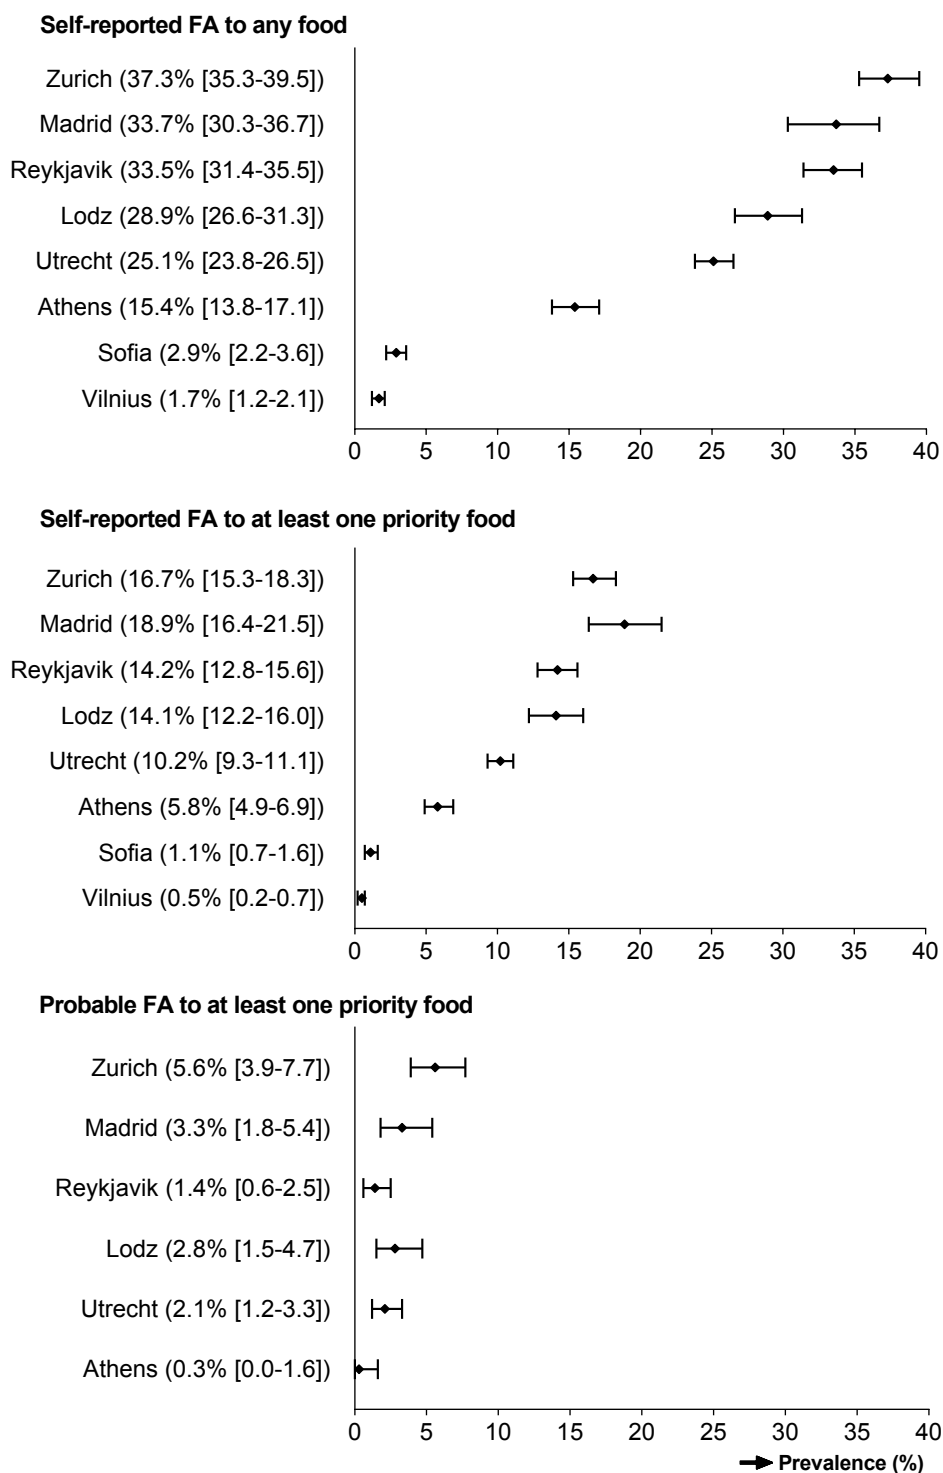 Self-reported FA to any food
Zurich (37.3% [35.3-39.5])
Madrid (33.7% [30.3-36.7])
Reykjavik (33.5% [31.4-35.5])
Lodz (28.9% [26.6-31.3])
Utrecht (25.1% [23.8-26.5])
Athens (15.4% [13.8-17.1])
Sofia (2.9% [2.2-3.6])
Vilnius (1.7% [1.2-2.1])
0 5 10 15 20 25 30 35 40
Self-reported FA to at least one priority food
Zurich (16.7% [15.3-18.3])
Madrid (18.9% [16.4-21.5])
Reykjavik (14.2% [12.8-15.6])
Lodz (14.1% [12.2-16.0])
Utrecht (10.2% [9.3-11.1])
Athens (5.8% [4.9-6.9])
Sofia (1.1% [0.7-1.6])
Vilnius (0.5% [0.2-0.7])
0 5 10 15 20 25 30 35 40
Probable FA to at least one priority food
Zurich (5.6% [3.9-7.7])
Madrid (3.3% [1.8-5.4])
Reykjavik (1.4% [0.6-2.5])
Lodz (2.8% [1.5-4.7])
Utrecht (2.1% [1.2-3.3])
Athens (0.3% [0.0-1.6])
0 5 10 15 20 25 30 35 40
Prevalence (%)